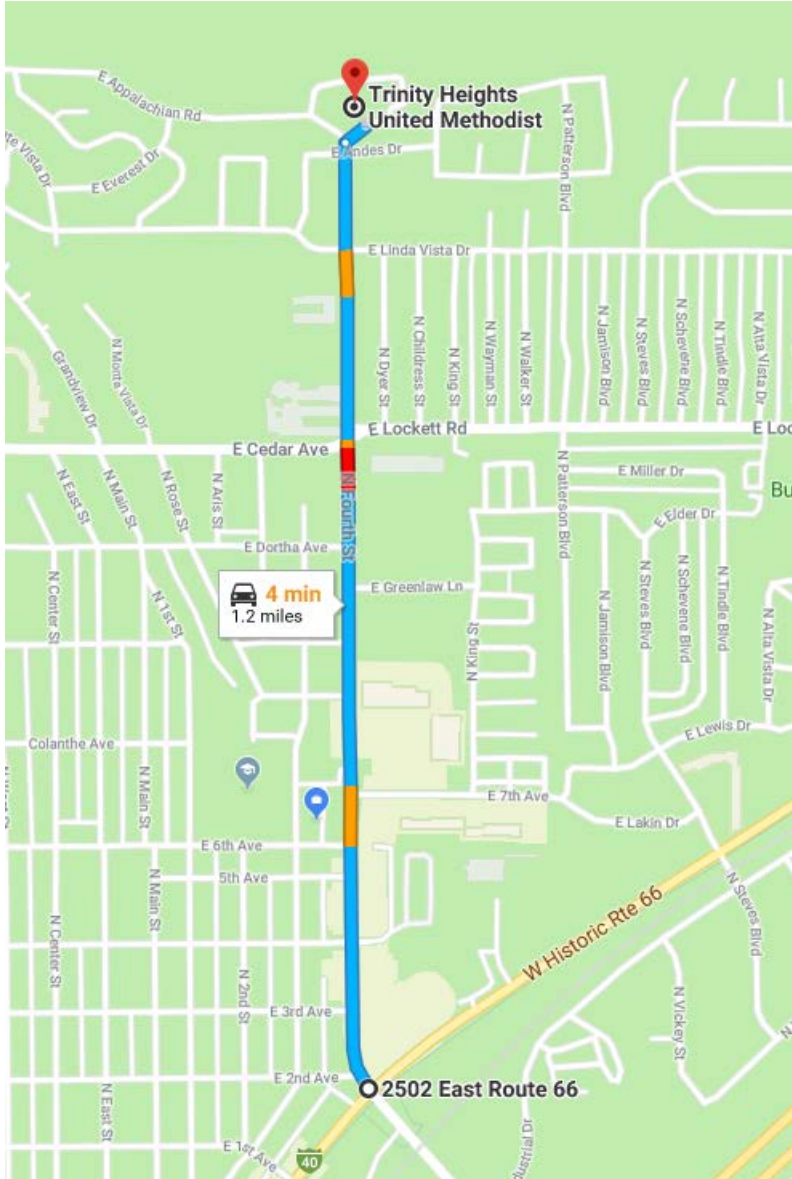 Trinity Heights
United Methodist
E Appalachian Rd
E Andes Dr
E Everest Dr
N Patterson Blvd
E Linda Vista Dr
N Dyer St
N Childress St
N King St
N Wayman St
N Walker St
N Jamison Blvd
N Steves Blvd
N Schevene Blvd
N Tindle Blvd
N Alta Vista Dr
Grandview Dr
N Monta Vista Dr
E Lockett Rd
E Cedar Ave
N Fourth St
N East St
N Main St
N Rose St
N Aris St
N Patterson Blvd
E Miller Dr
Bu
E Elder Dr
E Dortha Ave
N Center St
N 1st St
4 min
1.2 miles
E Greenlaw Ln
N King St
N Jamison Blvd
N Steves Blvd
N Schevene Blvd
N Tindle Blvd
N Alta Vista Dr
E Lewis Dr
Colanthe Ave
N Main St
E 7th Ave
E Lakin Dr
E 6th Ave
5th Ave
N Main St
N Center St
N 2nd St
W Historic Rte 66
N Steves Blvd
N Vickey St
E 3rd Ave
E 2nd Ave
2502 East Route 66
N East St
E 1st Ave
40